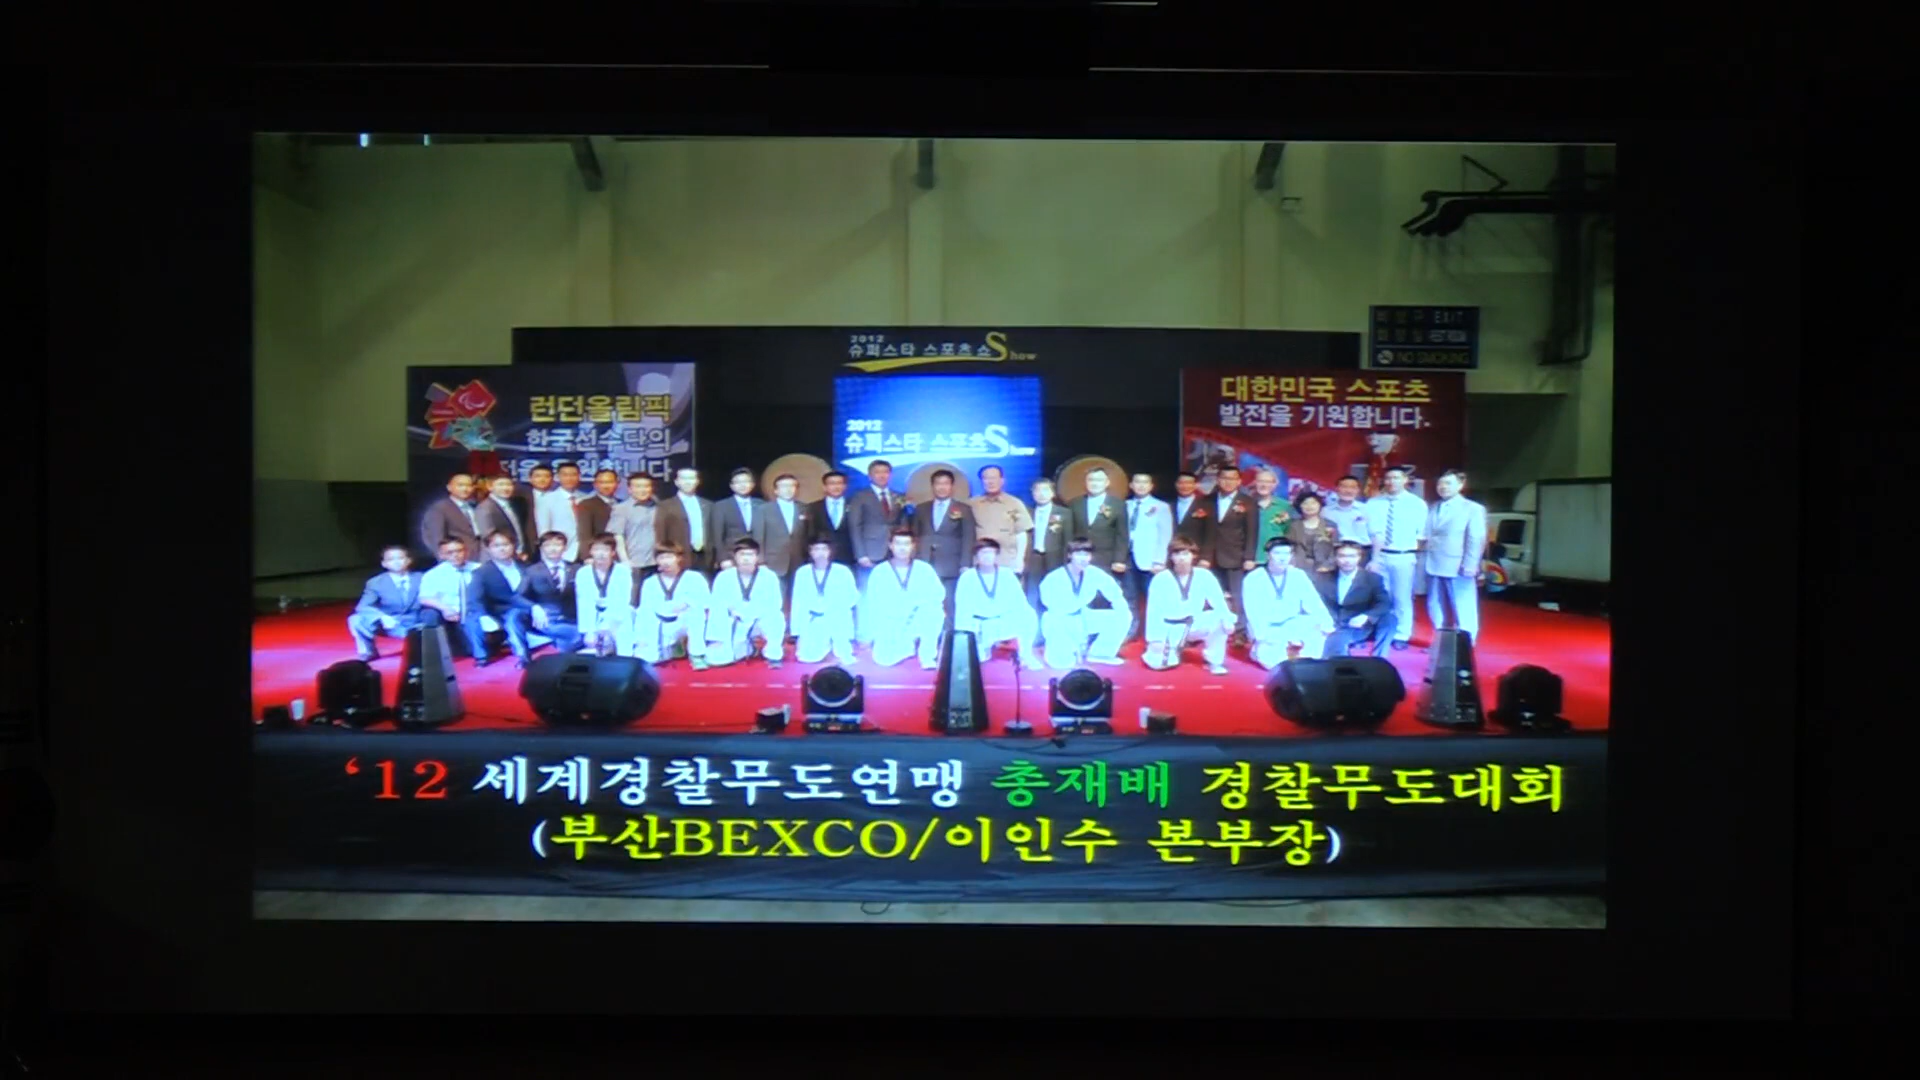 2012
슈퍼스타 스포츠 쇼 Show
런던올림픽
한국선수단의
2012
슈퍼스타 스포츠 Show
대한민국 스포츠
발전을 기원합니다.
EXIT
NO SMOKING
‘12 세계경찰무도연맹 총재배 경찰무도대회
(부산BEXCO/이인수 본부장)